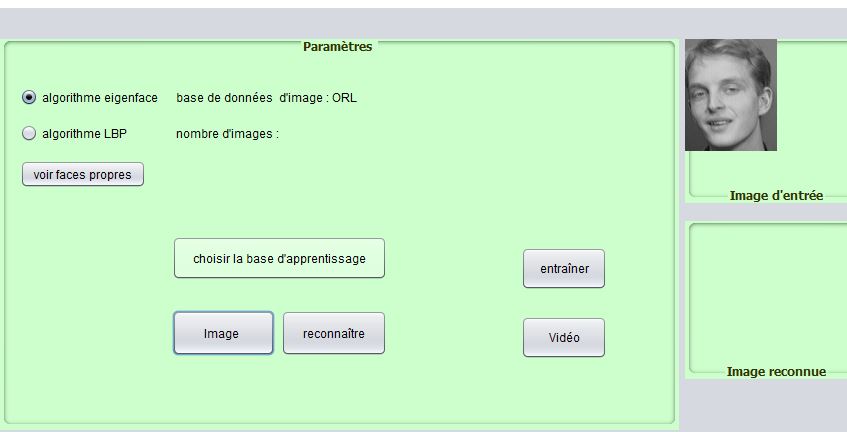 Paramètres
algorithme eigenface base de données d'image : ORL
algorithme LBP nombre d'images :
voir faces propres
choisir la base d'apprentissage
entraîner
Image reconnaître
Vidéo
Image d'entrée
Image reconnue